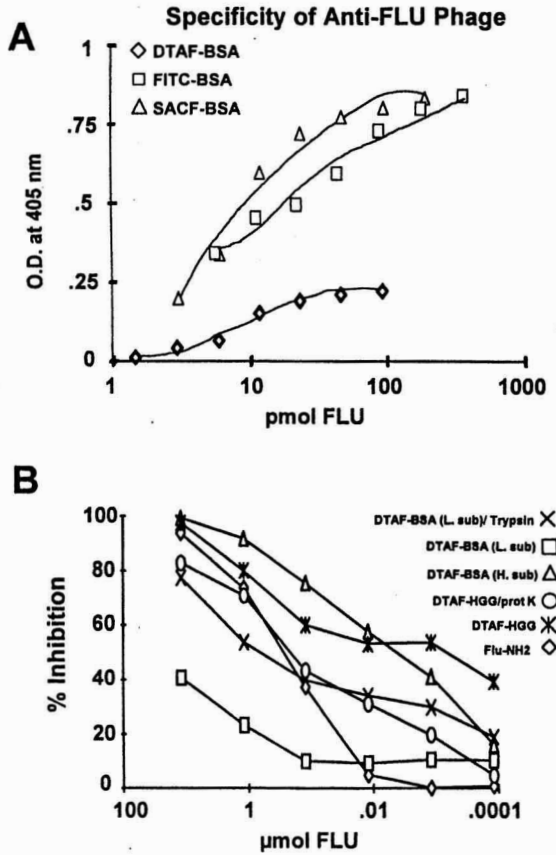 Specificity of Anti-FLU Phage
A
DTAF-BSA
FITC-BSA
SACF-BSA
1
.75
.5
.25
0
O.D. at 405 nm
1 10 100 1000
pmol FLU
B
DTAF-BSA (L. sub)/ Trypsin
DTAF-BSA (L. sub)
DTAF-BSA (H. sub)
DTAF-HGG/prot K
DTAF-HGG
Flu-NH2
100
80
60
40
20
0
% Inhibition
100 1 .01 .0001
µmol FLU